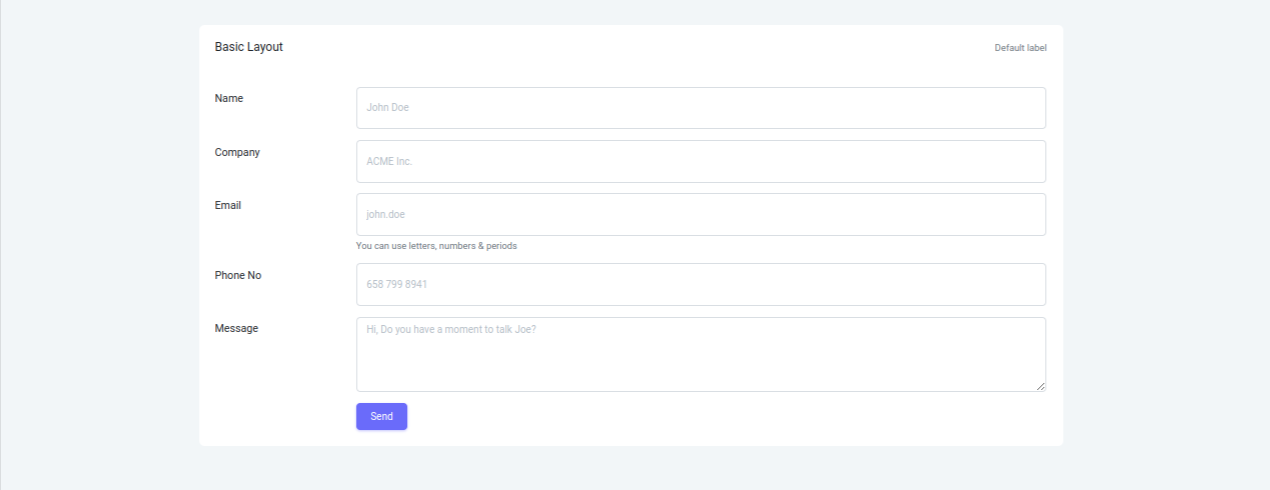 Basic Layout
Default label
Name
John Doe
Company
ACME Inc.
Email
john.doe
You can use letters, numbers & periods
Phone No
658 799 8941
Message
Hi, Do you have a moment to talk Joe?
Send